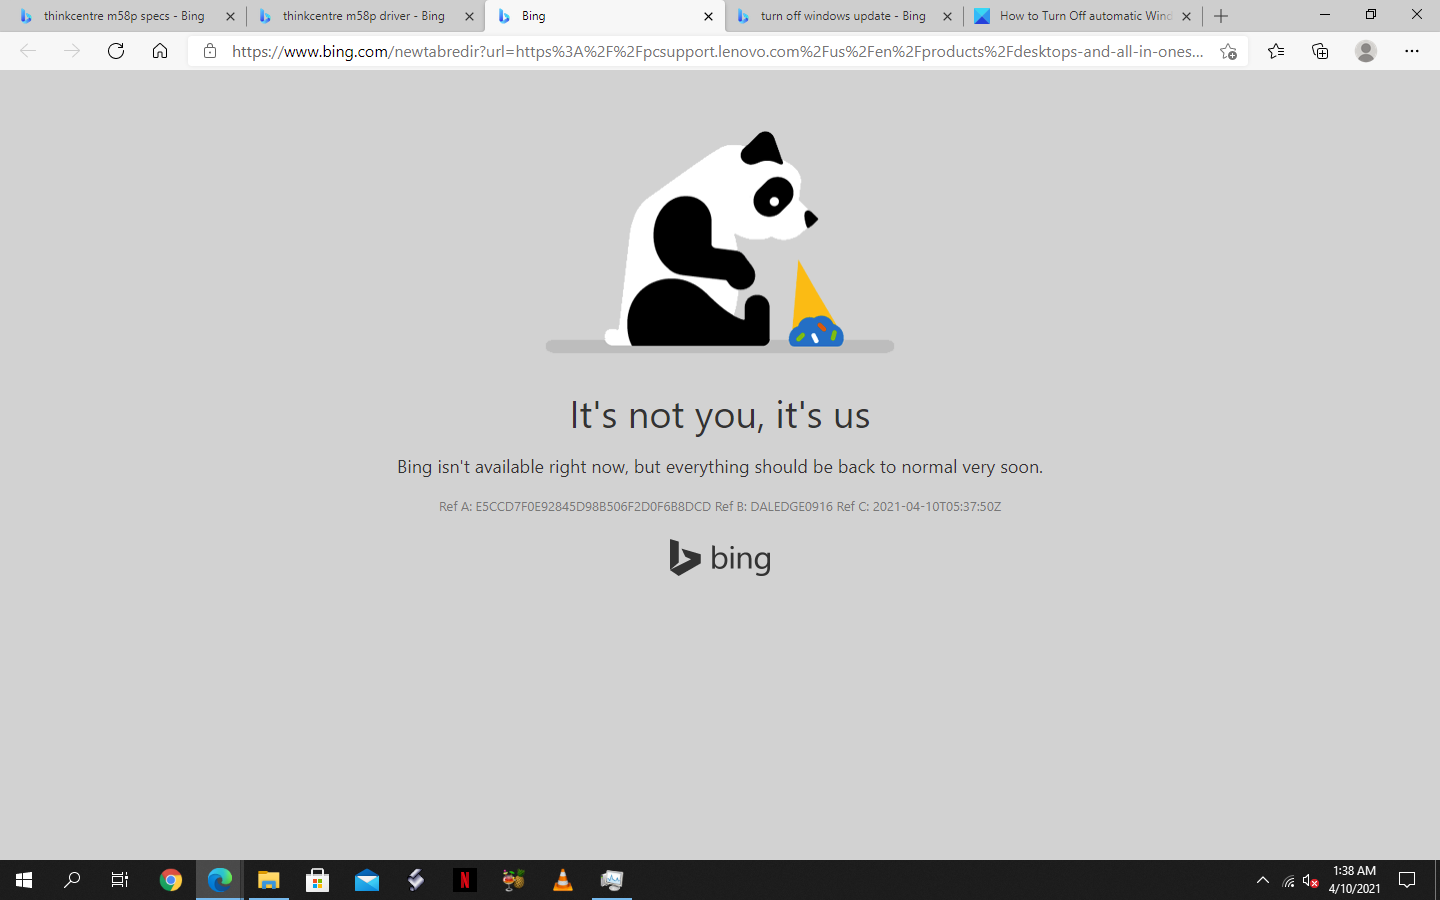 thinkcentre m58p specs - Bing
thinkcentre m58p driver - Bing
Bing
turn off windows update - Bing
How to Turn Off automatic Wind
https://www.bing.com/newtabredir?url=https%3A%2F%2Fpcsupport.lenovo.com%2Fus%2Fen%2Fproducts%2Fdesktops-and-all-in-ones...
It's not you, it's us
Bing isn't available right now, but everything should be back to normal very soon.
Ref A: E5CCD7F0E92845D98B506F2D0F6B8DCD Ref B: DALEDGE0916 Ref C: 2021-04-10T05:37:50Z
bing
N
1:38 AM
4/10/2021